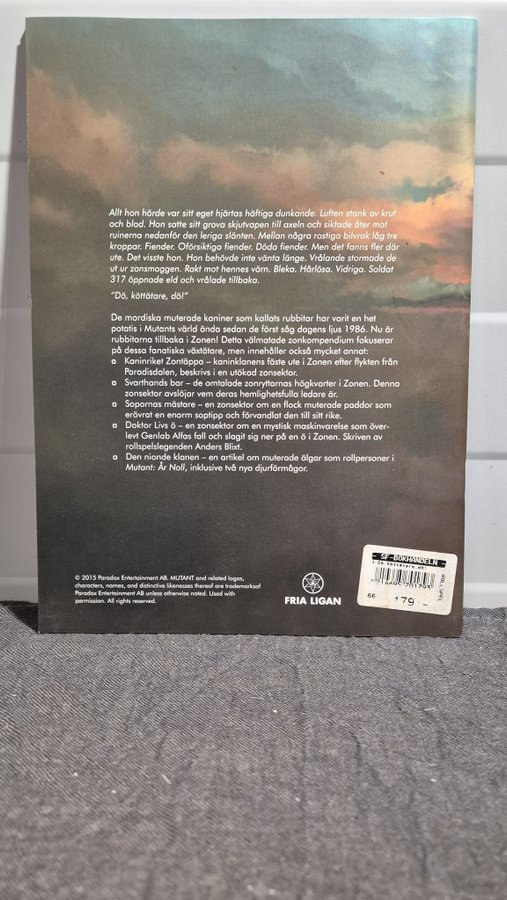 Allt hon hörde var sitt eget hjärtas häftiga dunkande. Luften stank av krut
och blod. Hon satte sitt grova skjutvapen till axeln och siktade åter mot
ruinerna nedanför den leriga slänten. Mellan några rostiga bilvrak låg tre
kroppar. Fiender. Oförsiktiga fiender. Döda fiender. Men det fanns fler där
ute. Det visste hon. Hon behövde inte vänta länge. Vrålande stormade de
ut ur zonsmoggen. Rakt mot hennes värn. Bleka. Hårlösa. Vidriga. Soldat
317 öppnade eld och vrålade tillbaka.
"Dö, köttätare, dö!"
De mordiska muterade kaniner som kallats rubbitar har varit en het
potatis i Mutants värld ända sedan de först såg dagens ljus 1986. Nu är
rubbitarna tillbaka i Zonen! Detta välmatade zonkompendium fokuserar
på dessa fanatiska växtätare, men innehåller också mycket annat:
Kaninriket Zontäppa – kaninklanens fäste ute i Zonen efter flykten från
Paradisdalen, beskrivs i en utökad zonsektor.
Svarthands bar – de omtalade zonryttarnas högkvarter i Zonen. Denna
zonsektor avslöjar vem deras hemlighetsfulla ledare är.
Sopornas mästare – en zonsektor om en flock muterade paddor som
erövrat en enorm soptipp och förvandlat den till sitt rike.
Doktor Livs ö – en zonsektor om en mystisk maskinvarelse som över-
levt Genlab Alfas fall och slagit sig ner på en ö i Zonen. Skriven av
rollspelslegenden Anders Blixt.
Den nionde klanen – en artikel om muterade älgar som rollpersoner i
Mutant: År Noll, inklusive två nya djurförmågor.
© 2015 Paradox Entertainment AB. MUTANT and related logos,
characters, names, and distinctive likenesses thereof are trademarksof
Paradox Entertainment AB unless otherwise noted. Used with
permission. All rights reserved.
FRIA LIGAN
SF-BOKHANDELN
ROLLSPEL
66 179 -